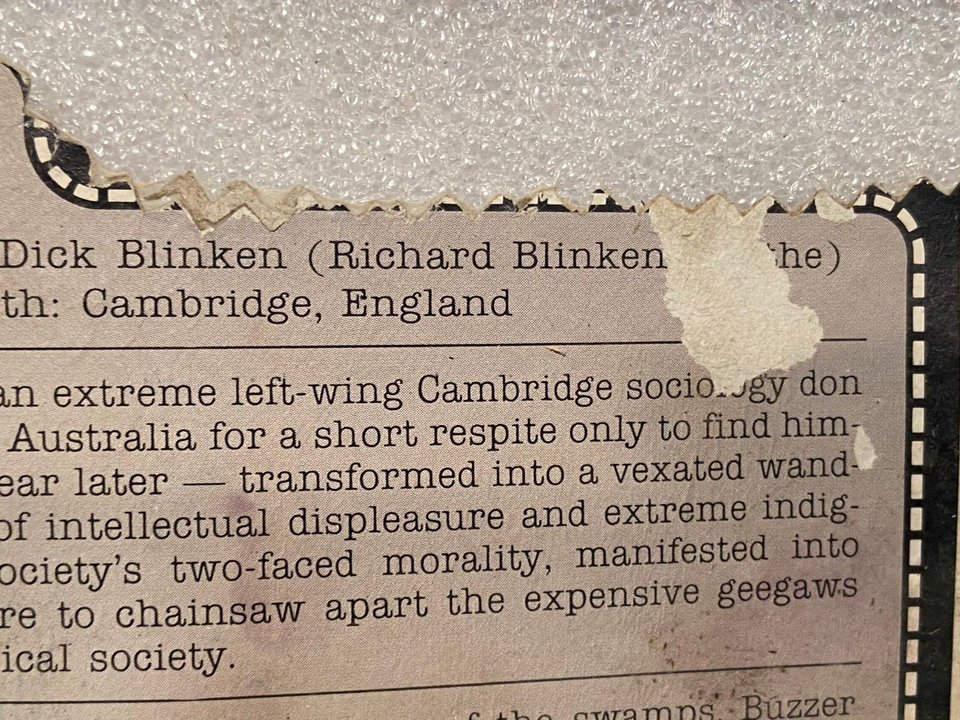 Dick Blinken (Richard Blinken he)
th: Cambridge, England
an extreme left-wing Cambridge sociology don
Australia for a short respite only to find him-
ear later — transformed into a vexated wand-
of intellectual displeasure and extreme indig-
ociety's two-faced morality, manifested into
re to chainsaw apart the expensive geegaws
ical society.
the swamps. Buzzer